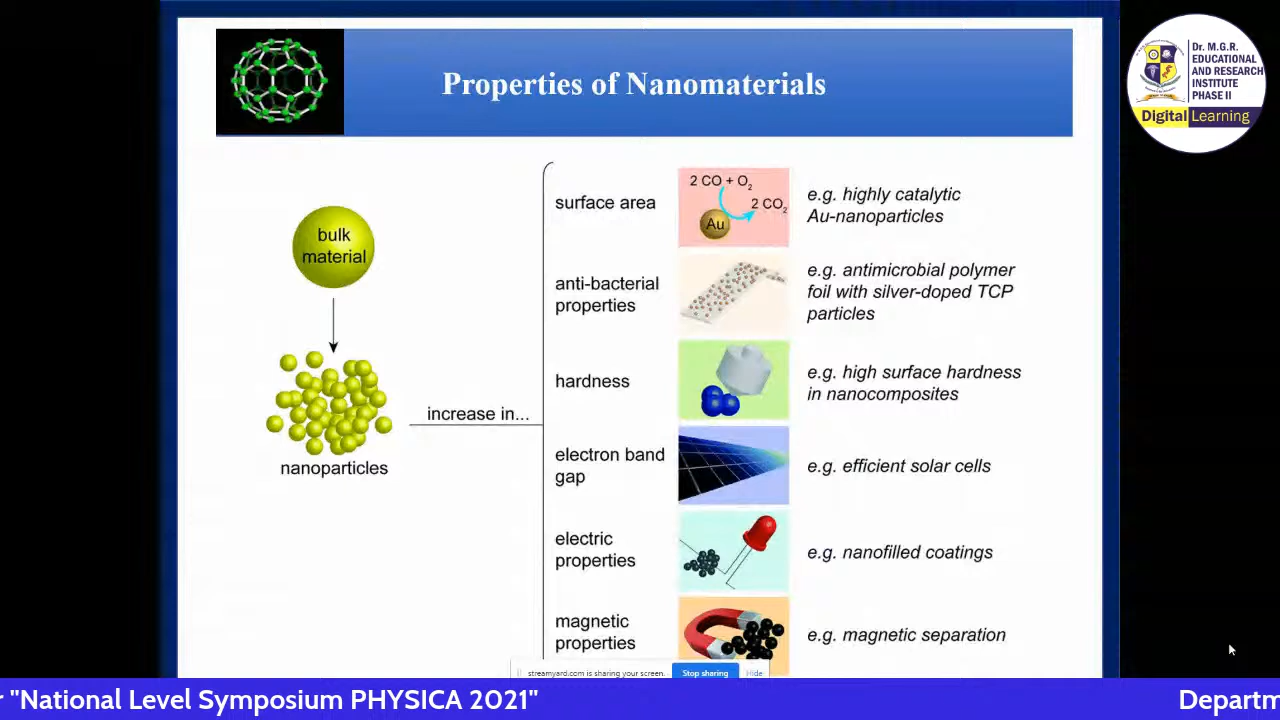 Properties of Nanomaterials
Dr. M.G.R.
EDUCATIONAL
AND RESEARCH
INSTITUTE
PHASE II
Digital Learning
bulk
material
nanoparticles
increase in...
surface area
2 CO + O2
2 CO2
Au
e.g. highly catalytic
Au-nanoparticles
anti-bacterial
properties
e.g. antimicrobial polymer
foil with silver-doped TCP
particles
hardness
e.g. high surface hardness
in nanocomposites
electron band
gap
e.g. efficient solar cells
electric
properties
e.g. nanofilled coatings
magnetic
properties
e.g. magnetic separation
streamyard.com is sharing your screen.
Stop sharing
Hide
r "National Level Symposium PHYSICA 2021"
Departm